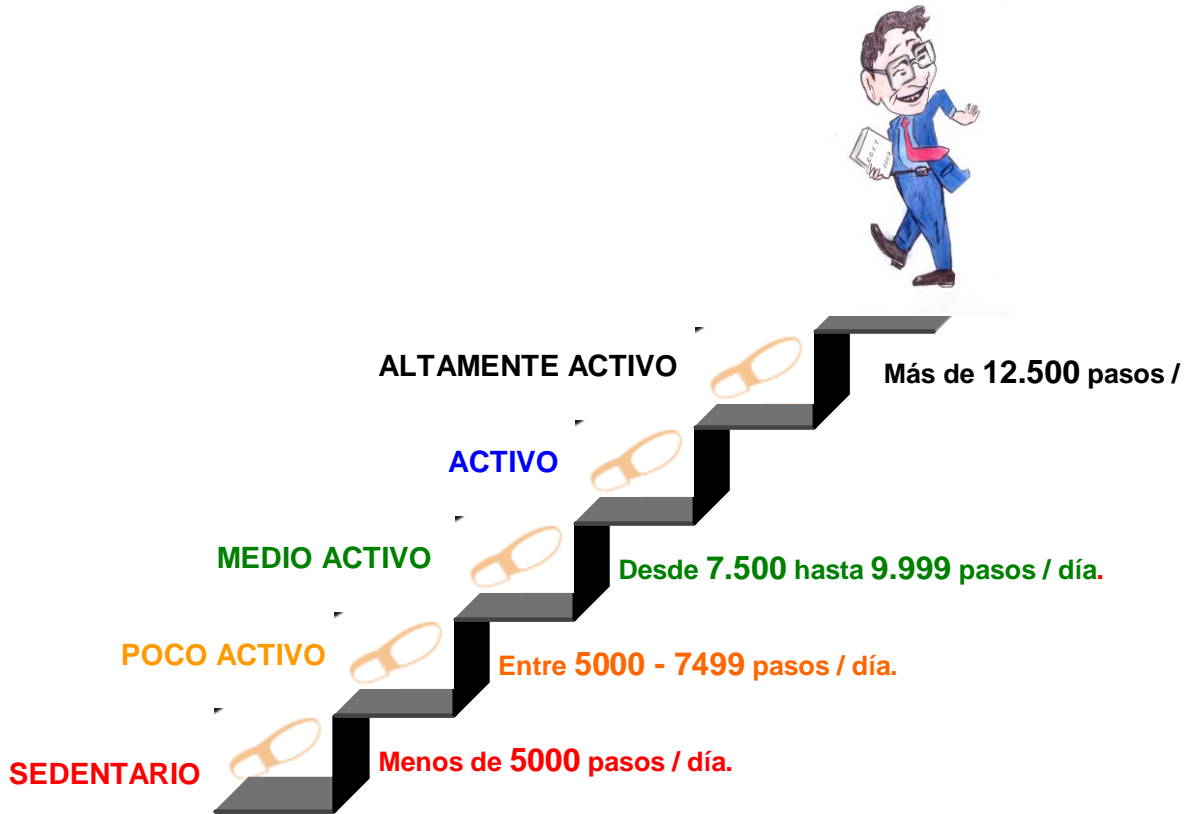 ALTAMENTE ACTIVO
Más de 12.500 pasos /
ACTIVO
MEDIO ACTIVO
Desde 7.500 hasta 9.999 pasos / día.
POCO ACTIVO
Entre 5000 - 7499 pasos / día.
SEDENTARIO
Menos de 5000 pasos / día.